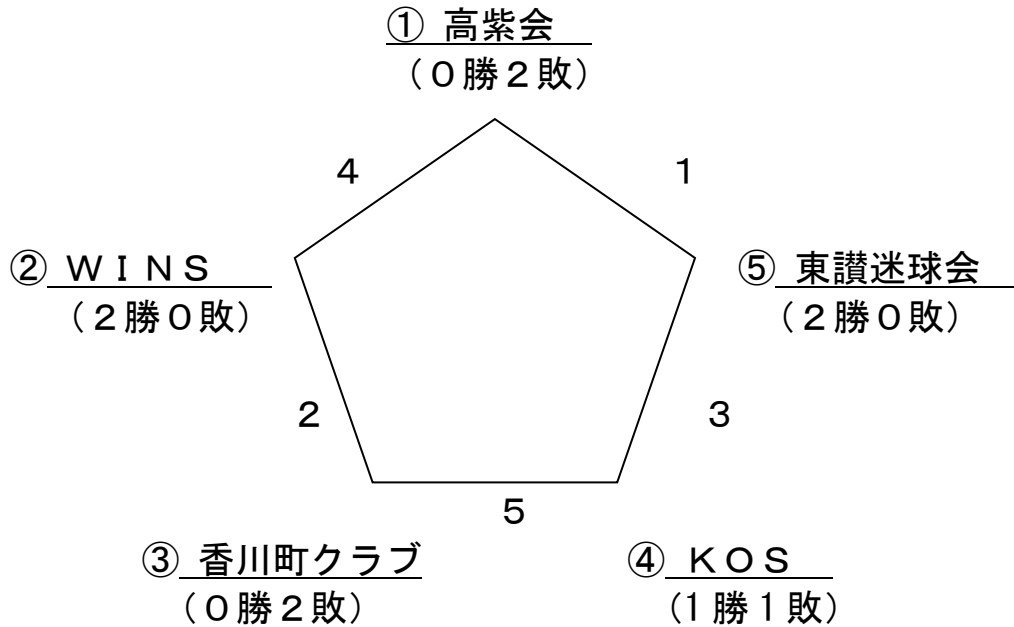 ① 高紫会
（０勝２敗）
4
1
② ＷＩＮＳ
（２勝０敗）
⑤ 東讃迷球会
（２勝０敗）
2
3
5
③ 香川町クラブ
（０勝２敗）
④ ＫＯＳ
（１勝１敗）